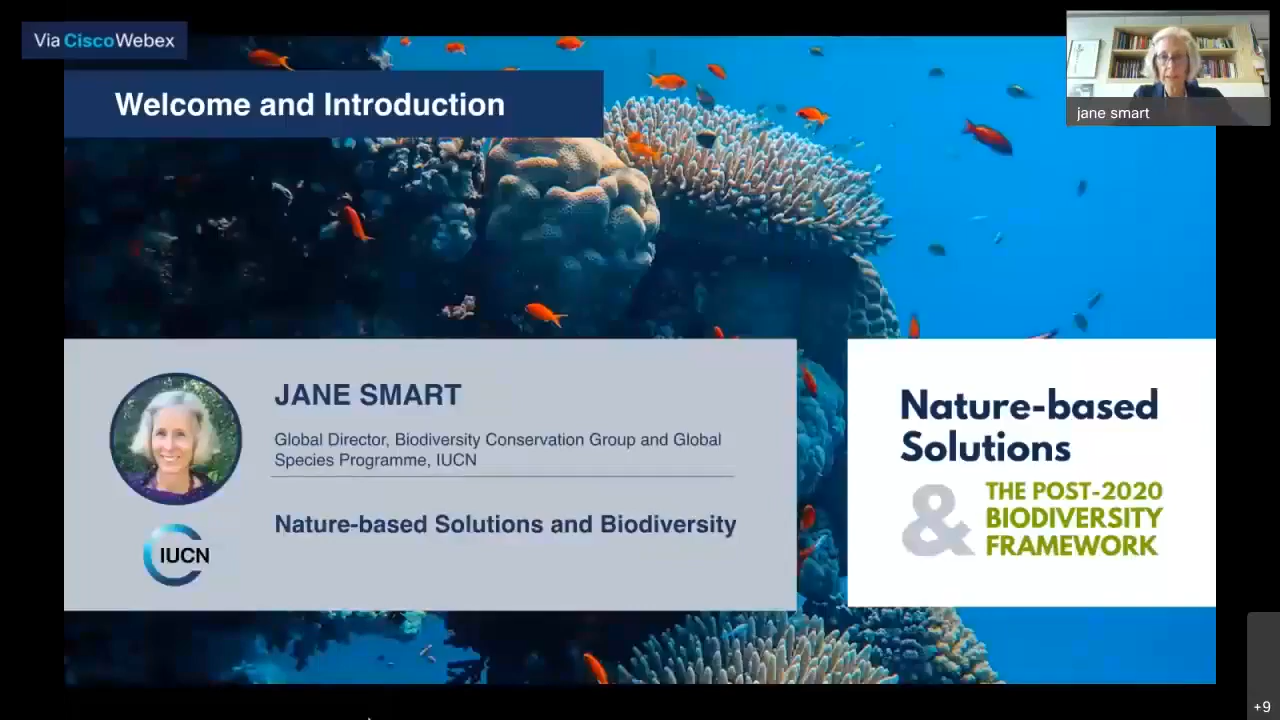 Via Cisco Webex
Welcome and Introduction
jane smart
JANE SMART
Global Director, Biodiversity Conservation Group and Global
Species Programme, IUCN
Nature-based Solutions and Biodiversity
IUCN
Nature-based
Solutions
&
THE POST-2020
BIODIVERSITY
FRAMEWORK
+9